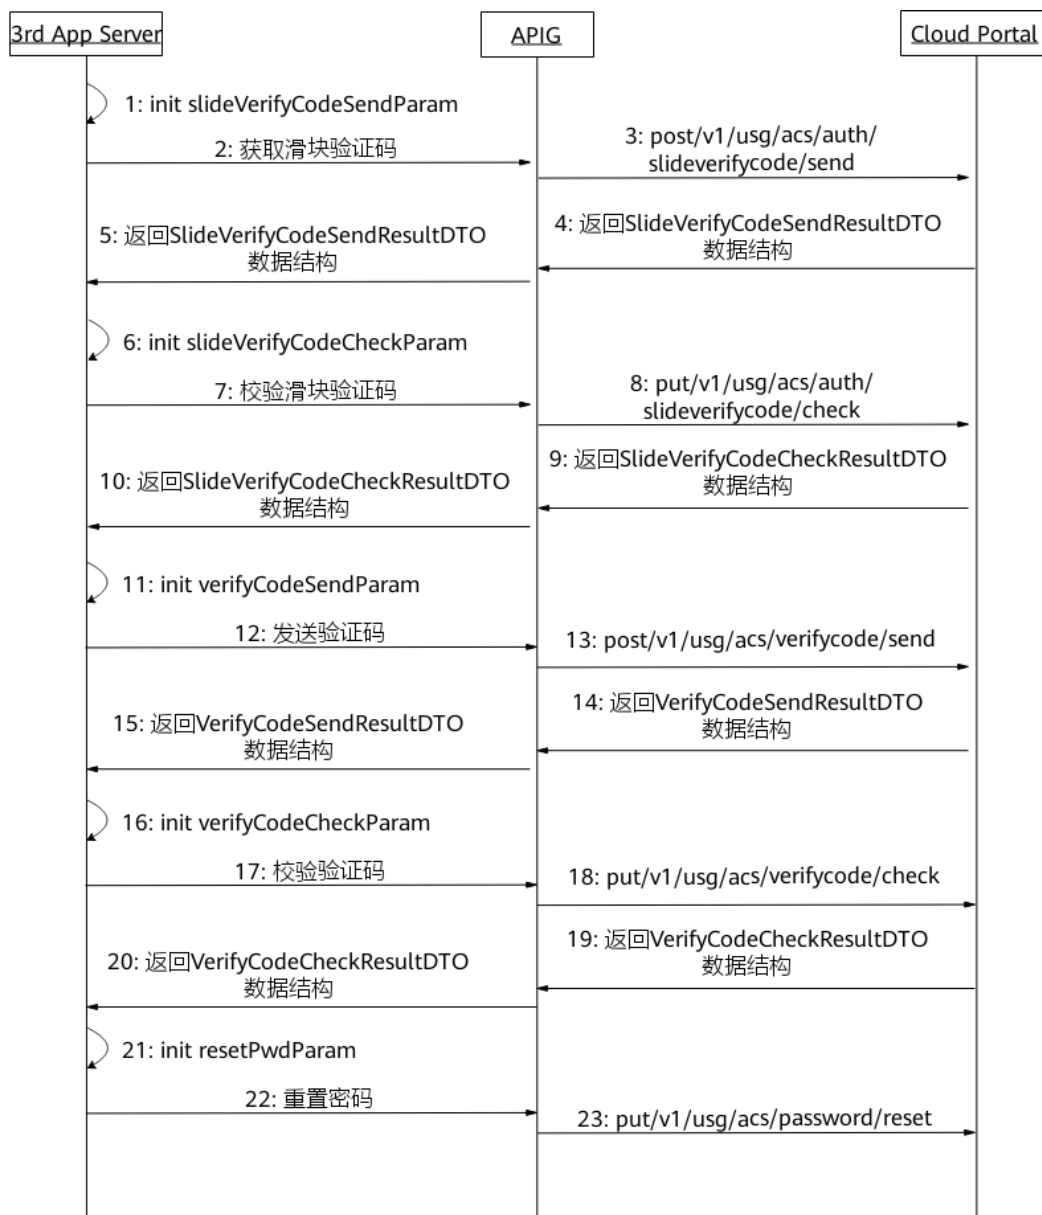 3rd App Server
APIG
Cloud Portal
1: init slideVerifyCodeSendParam
2: 获取滑块验证码
3: post/v1/usg/acs/auth/
slideverifycode/send
4: 返回SlideVerifyCodeSendResultDTO
数据结构
5: 返回SlideVerifyCodeSendResultDTO
数据结构
6: init slideVerifyCodeCheckParam
7: 校验滑块验证码
8: put/v1/usg/acs/auth/
slideverifycode/check
9: 返回SlideVerifyCodeCheckResultDTO
数据结构
10: 返回SlideVerifyCodeCheckResultDTO
数据结构
11: init verifyCodeSendParam
12: 发送验证码
13: post/v1/usg/acs/verifycode/send
14: 返回VerifyCodeSendResultDTO
数据结构
15: 返回VerifyCodeSendResultDTO
数据结构
16: init verifyCodeCheckParam
17: 校验验证码
18: put/v1/usg/acs/verifycode/check
19: 返回VerifyCodeCheckResultDTO
数据结构
20: 返回VerifyCodeCheckResultDTO
数据结构
21: init resetPwdParam
22: 重置密码
23: put/v1/usg/acs/password/reset